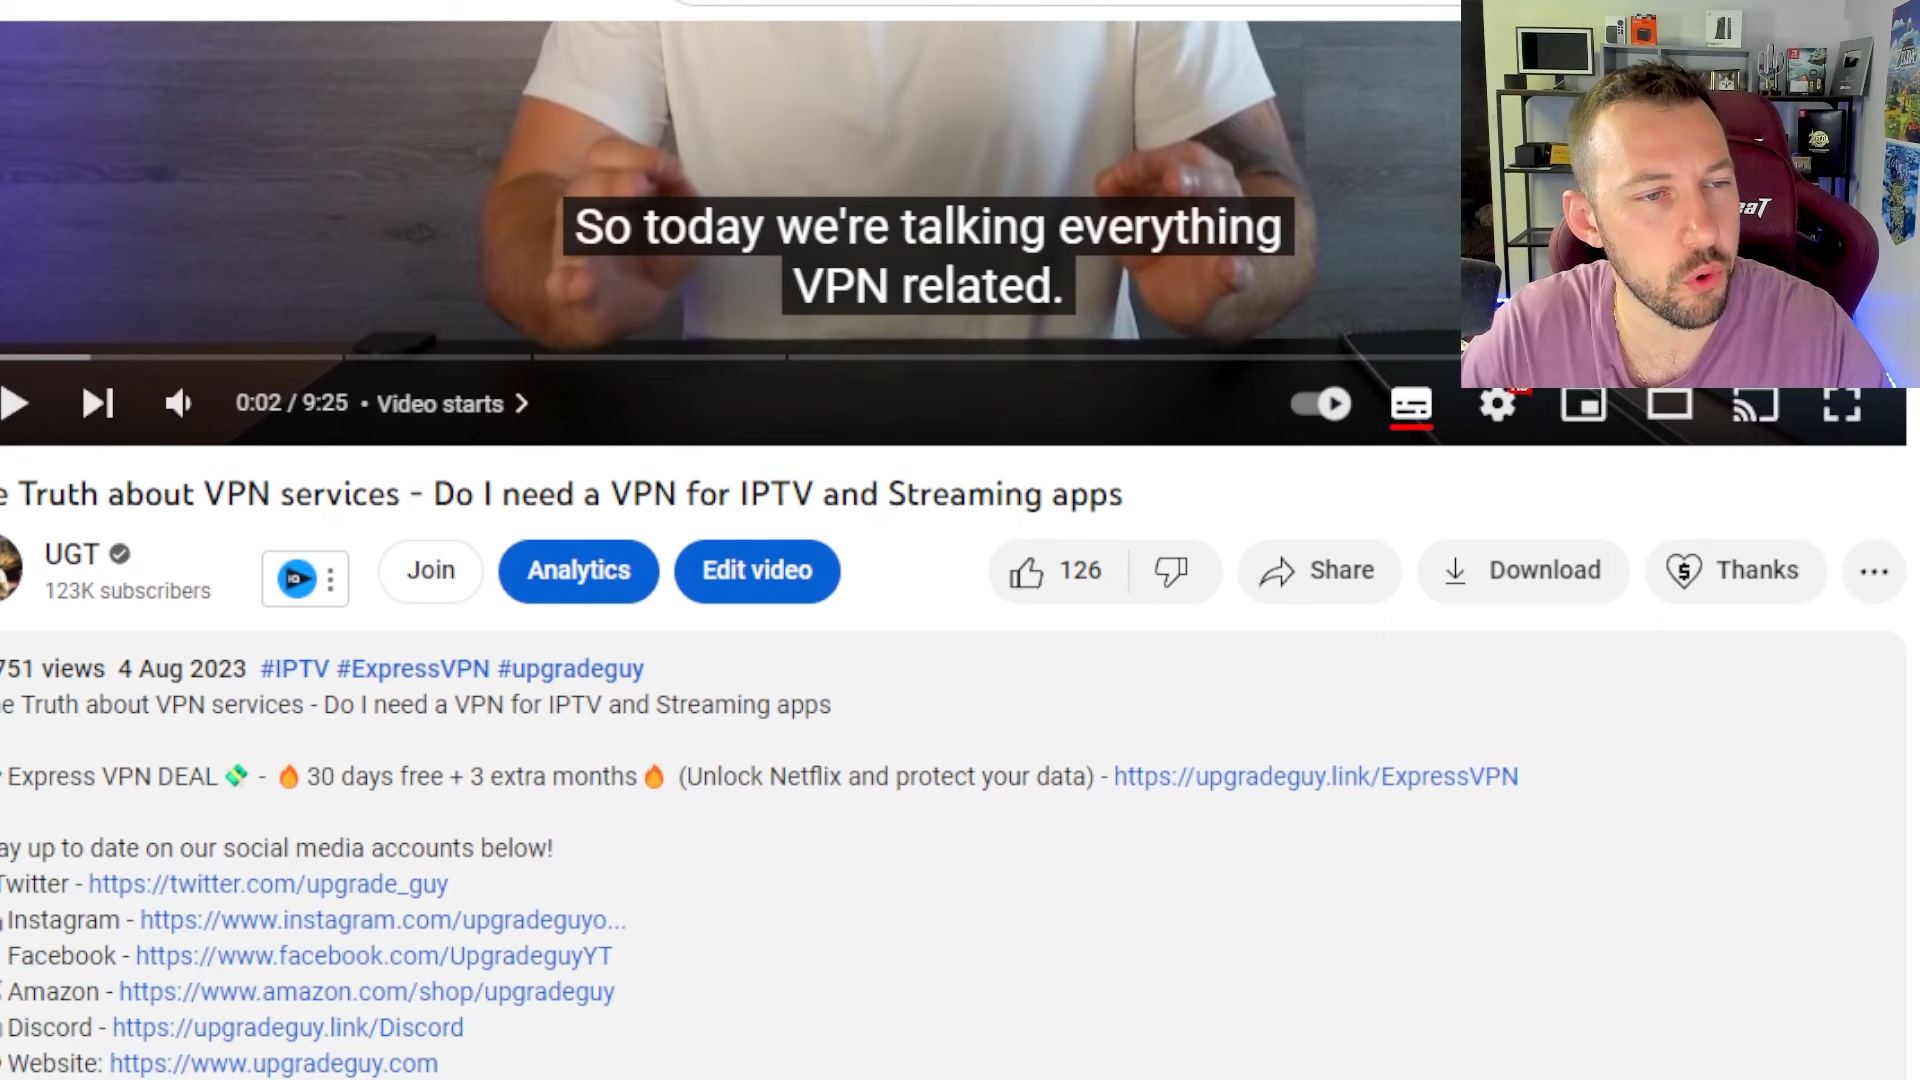 So today we're talking everything
VPN related.
0:02 / 9:25 • Video starts
e Truth about VPN services - Do I need a VPN for IPTV and Streaming apps
UGT
123K subscribers
Join
Analytics
Edit video
126
Share
Download
Thanks
751 views 4 Aug 2023 #IPTV #ExpressVPN #upgradeguy
e Truth about VPN services - Do I need a VPN for IPTV and Streaming apps
Express VPN DEAL 💸 - 🔥 30 days free + 3 extra months 🔥 (Unlock Netflix and protect your data) - https://upgradeguy.link/ExpressVPN
ay up to date on our social media accounts below!
Twitter - https://twitter.com/upgrade_guy
Instagram - https://www.instagram.com/upgradeguyo...
Facebook - https://www.facebook.com/UpgradeguyYT
Amazon - https://www.amazon.com/shop/upgradeguy
Discord - https://upgradeguy.link/Discord
Website: https://www.upgradeguy.com